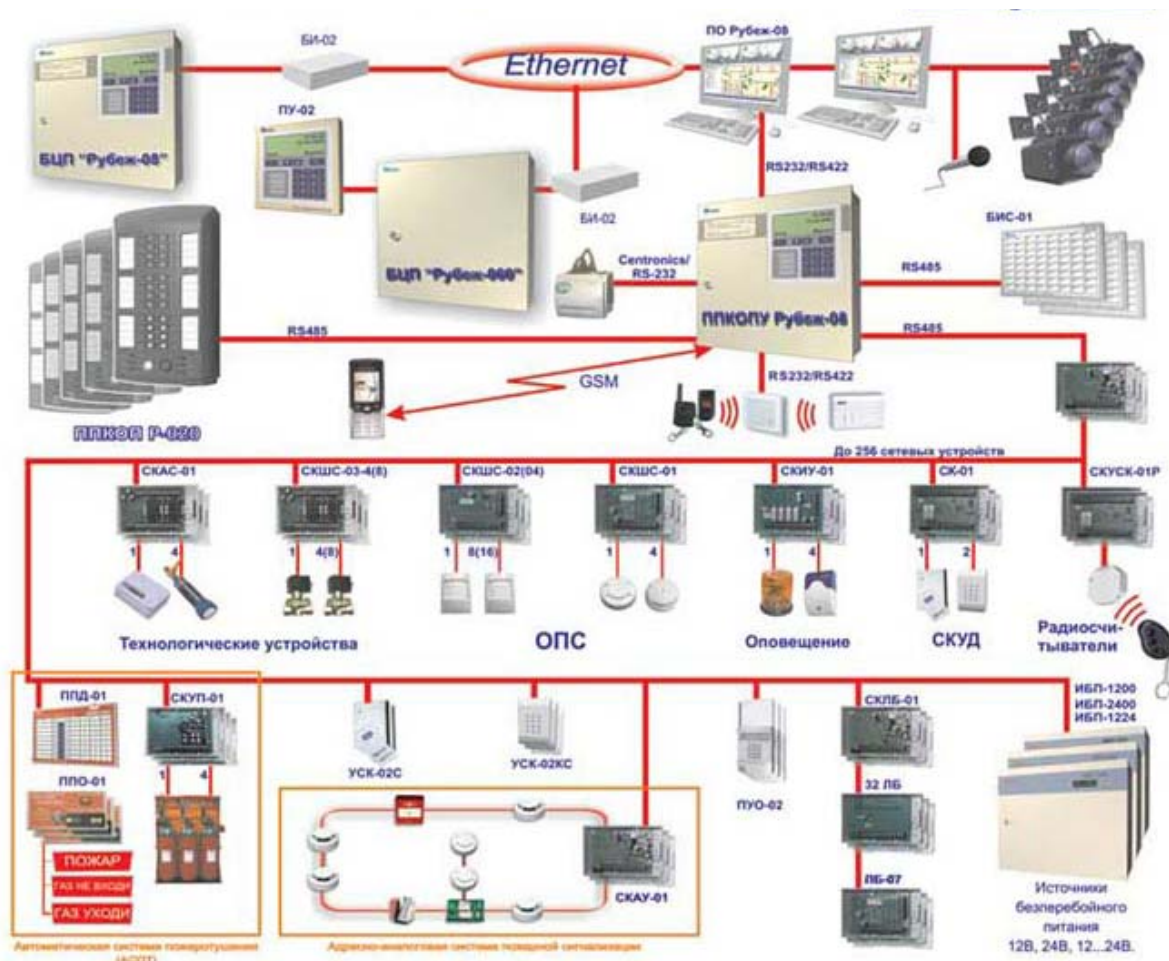 БИ-02
Ethernet
ПО Рубеж-08
ПУ-02
БЦП "Рубеж-08"
RS232/RS422
БИ-02
БИС-01
Centronics/
RS-232
БЦП "Рубеж-060"
RS485
ППКОПУ Рубеж-08
RS485
RS485
RS232/RS422
GSM
ППКОП Р-020
До 256 сетевых устройств
СКАС-01
СКШС-03-4(8)
СКШС-02(04)
СКШС-01
СКИУ-01
СК-01
СКУСК-01Р
1 4
1 4(8)
1 8(16)
1 4
1 4
1 2
Технологические устройства
ОПС
Оповещение
СКУД
Радиосчи-
тыватели
ППД-01
СКУП-01
СКЛБ-01
ИБП-1200
ИБП-2400
ИБП-1224
1 4
УСК-02С
УСК-02КС
ППО-01
ПУО-02
32 ЛБ
ПОЖАР
ГАЗ НЕ ВХОДИ
ГАЗ УХОДИ
СКАУ-01
ЛБ-07
Источники
безперебойного
питания
12В, 24В, 12...24В.
Автоматическая система пожаротушения
(АСПТ)
Адресно-аналоговая система пожарной сигнализации